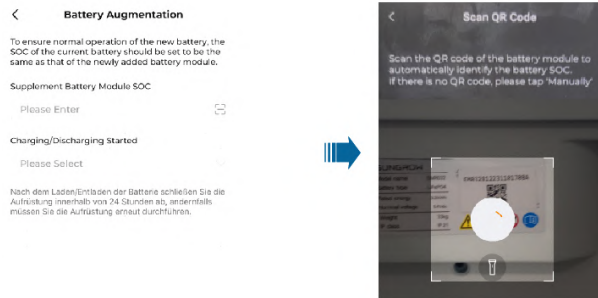 Battery Augmentation
To ensure normal operation of the new battery, the
SOC of the current battery should be set to be the
same as that of the newly added battery module.
Supplement Battery Module SOC
Please Enter
Charging/Discharging Started
Please Select
Nach dem Laden/Entladen der Batterie schließen Sie die
Aufrüstung innerhalb von 24 Stunden ab, andernfalls
müssen Sie die Aufrüstung erneut durchführen.
Scan QR Code
Scan the QR code of the battery module to
automatically identify the battery SOC.
If there is no QR code, please tap 'Manually'
SUNGROW